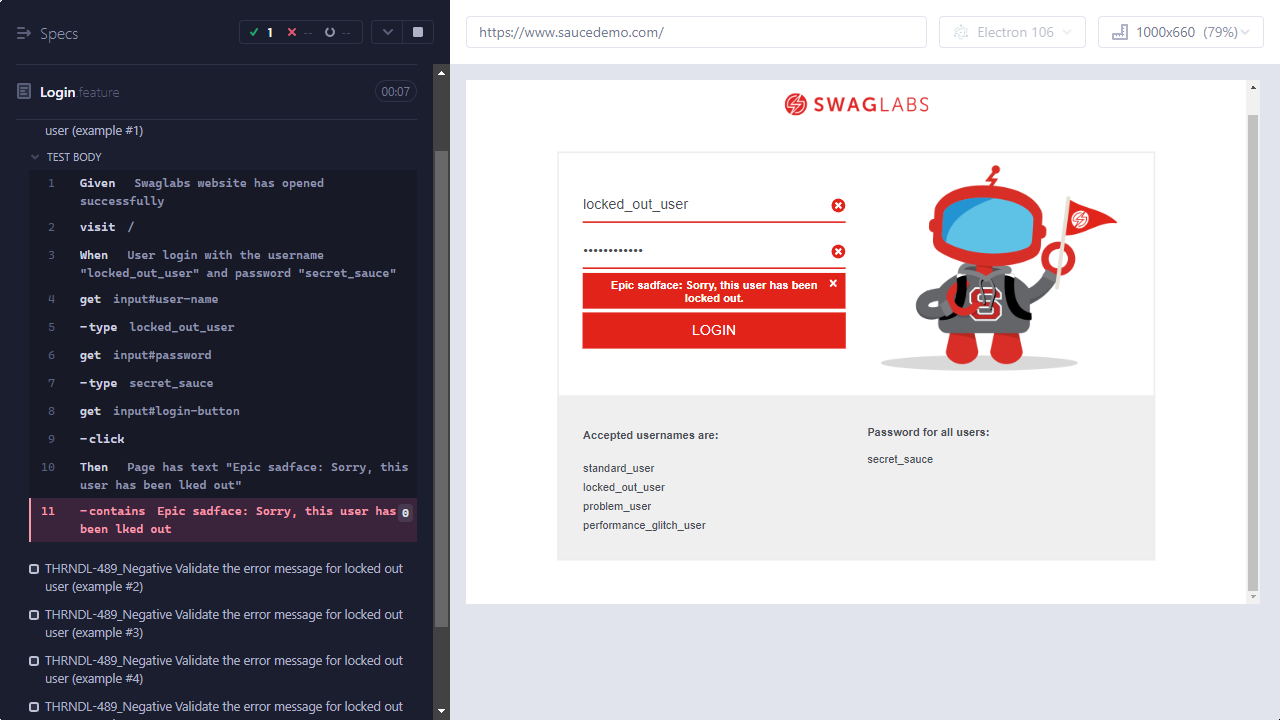 Specs
1
--
--
Login.feature
00:07
user (example #1)
TEST BODY
1 Given Swaglabs website has opened
successfully
2 visit /
3 When User login with the username
"locked_out_user" and password "secret_sauce"
4 get input#user-name
5 -type locked_out_user
6 get input#password
7 -type secret_sauce
8 get input#login-button
9 -click
10 Then Page has text "Epic sadface: Sorry, this
user has been lked out"
11 -contains Epic sadface: Sorry, this user has 0
been lked out
THRNDL-489_Negative Validate the error message for locked out
user (example #2)
THRNDL-489_Negative Validate the error message for locked out
user (example #3)
THRNDL-489_Negative Validate the error message for locked out
user (example #4)
THRNDL-489_Negative Validate the error message for locked out
https://www.saucedemo.com/
Electron 106
1000x660 (79%)
SWAGLABS
locked_out_user
••••••••••••
Epic sadface: Sorry, this user has been
locked out.
LOGIN
S
Accepted usernames are:
standard_user
locked_out_user
problem_user
performance_glitch_user
Password for all users:
secret_sauce